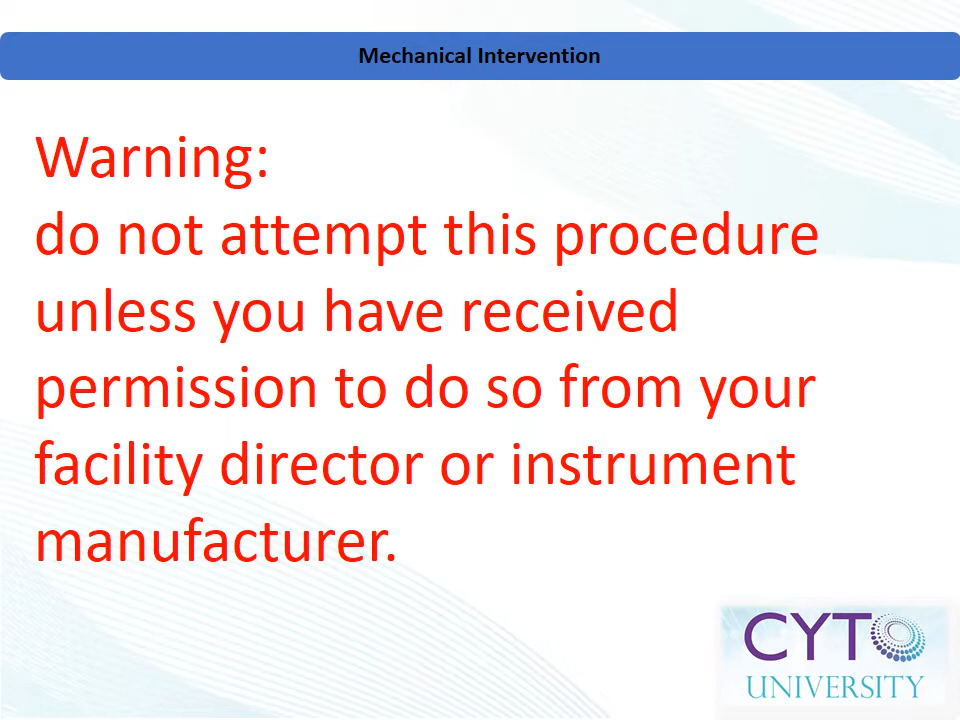 Mechanical Intervention
Warning:
do not attempt this procedure
unless you have received
permission to do so from your
facility director or instrument
manufacturer.
CYTO
UNIVERSITY